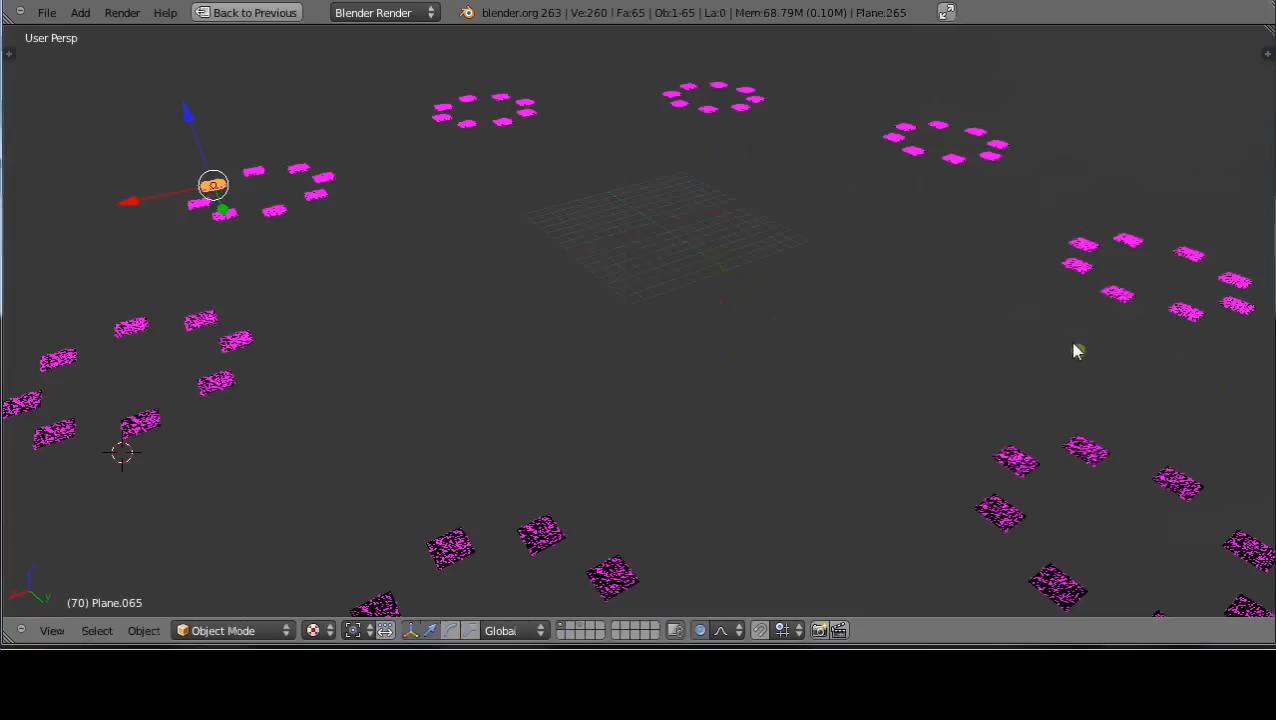 File Add Render Help Back to Previous Blender Render blender.org 263 | Ve:260 | Fa:65 | Ob:1-65 | La:0 | Mem:68.79M (0.10M) | Plane:265
User Persp
(70) Plane.065
View Select Object Object Mode Global